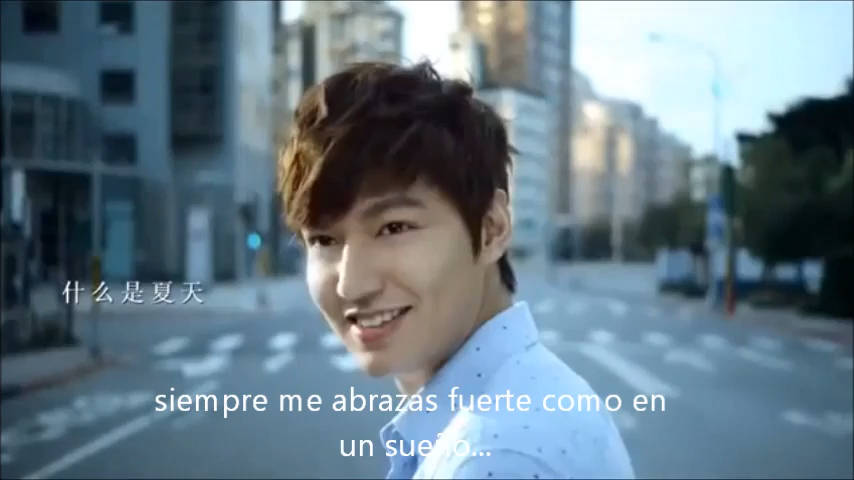 什么是夏天
siempre me abrazas fuerte como en
un sueño...